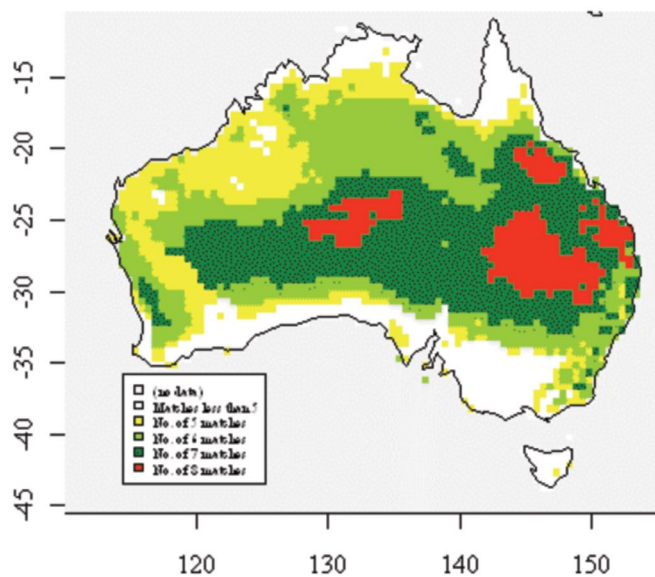 -15
-20
-25
-30
-35
-40
-45
(no data)
Matches less than 5
No. of 5 matches
No. of 6 matches
No. of 7 matches
No. of 8 matches
120 130 140 150